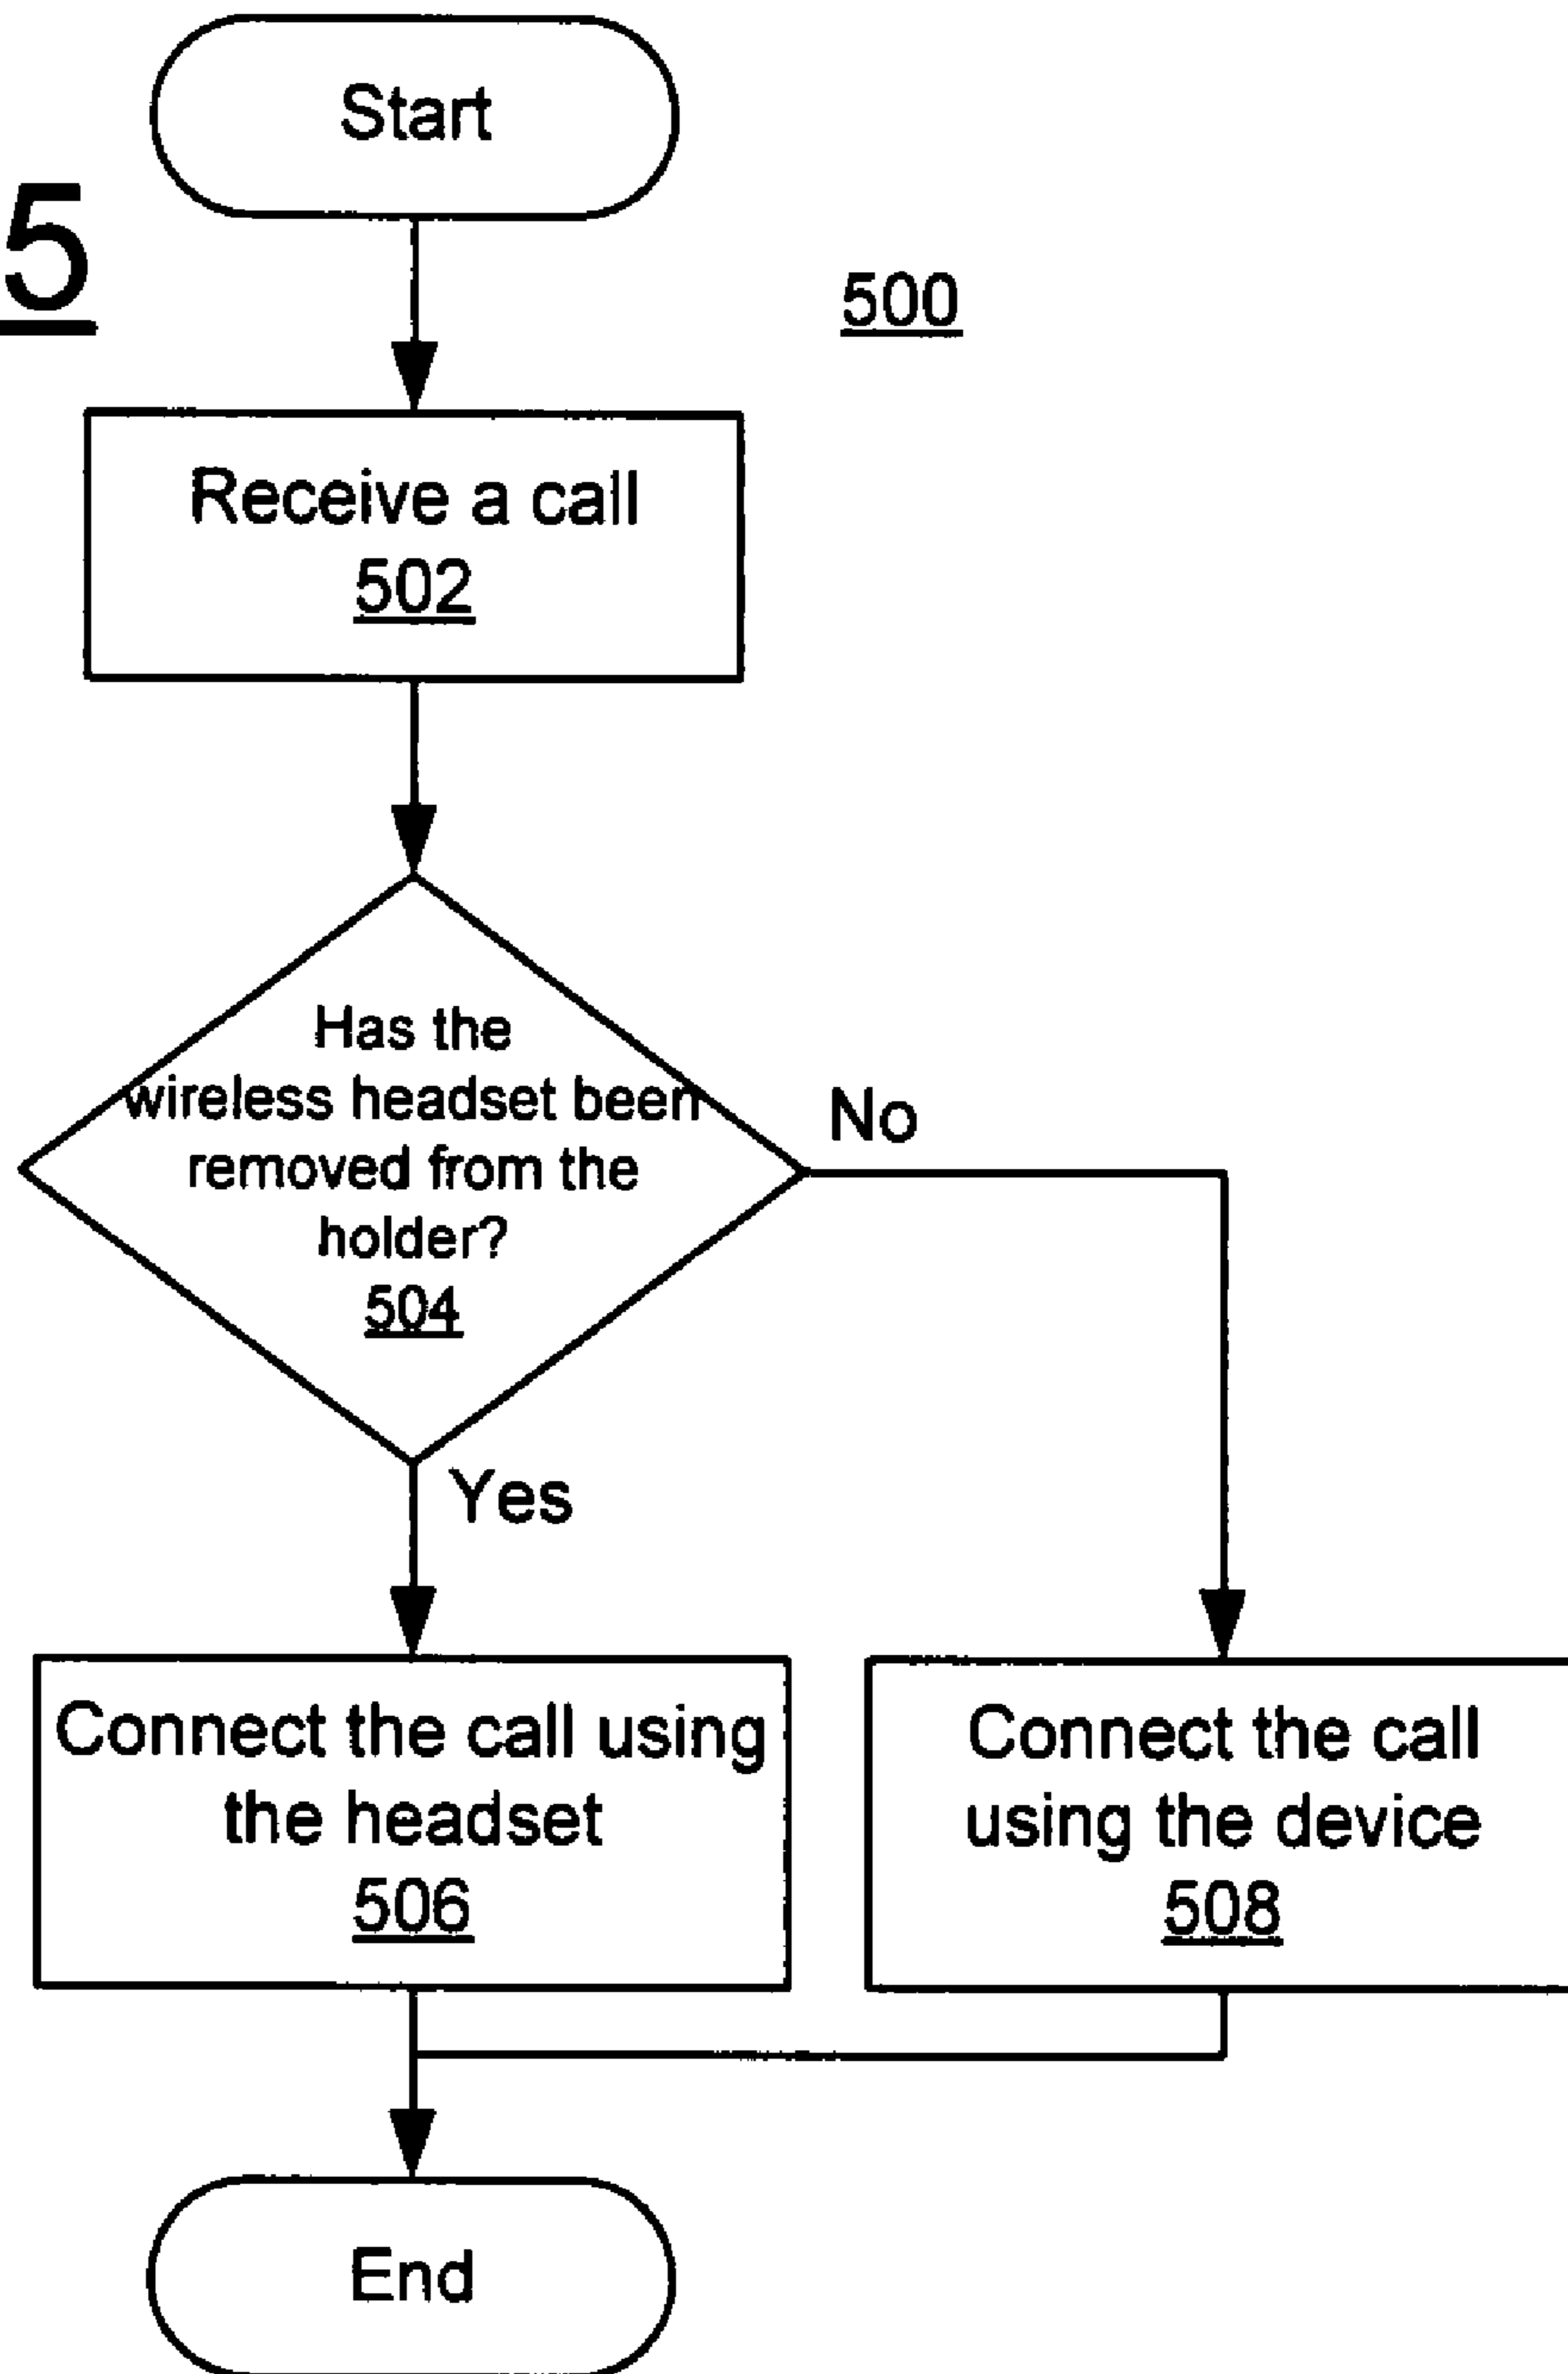 Start
5
500
Receive a call
502
Has the
wireless headset been
removed from the
holder?
504
No
Yes
Connect the call using
the headset
506
Connect the call
using the device
508
End